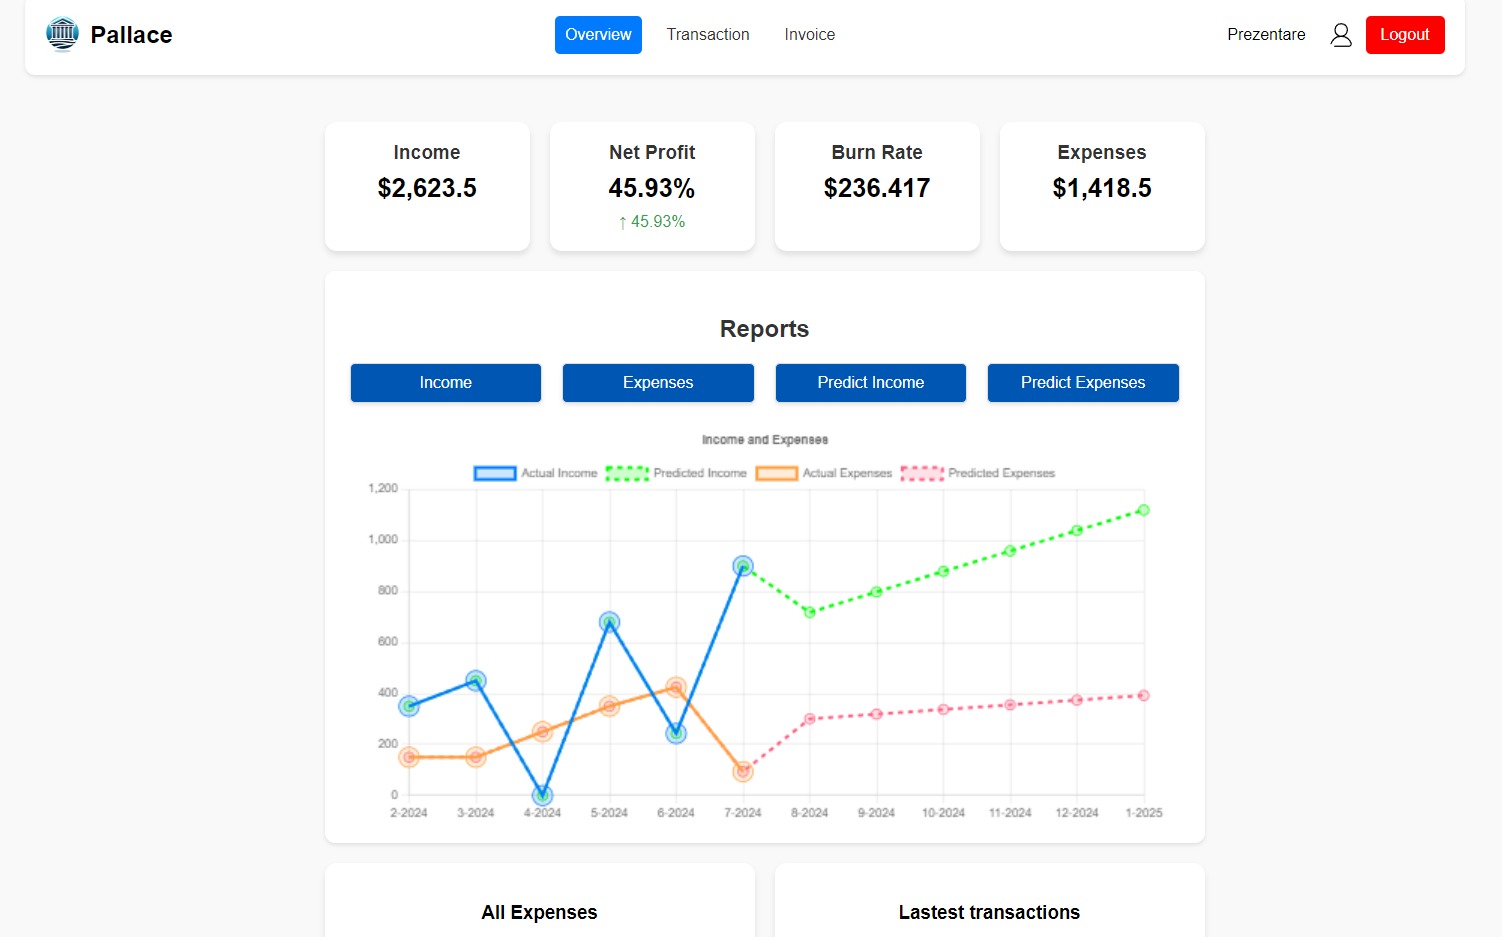 Pallace
Overview Transaction Invoice
Prezentare
Logout
Income
$2,623.5
Net Profit
45.93%
↑ 45.93%
Burn Rate
$236.417
Expenses
$1,418.5
Reports
Income Expenses Predict Income Predict Expenses
Income and Expenses
Actual Income Predicted Income Actual Expenses Predicted Expenses
1,200
1,000
800
600
400
200
0
2-2024 3-2024 4-2024 5-2024 6-2024 7-2024 8-2024 9-2024 10-2024 11-2024 12-2024 1-2025
All Expenses
Lastest transactions